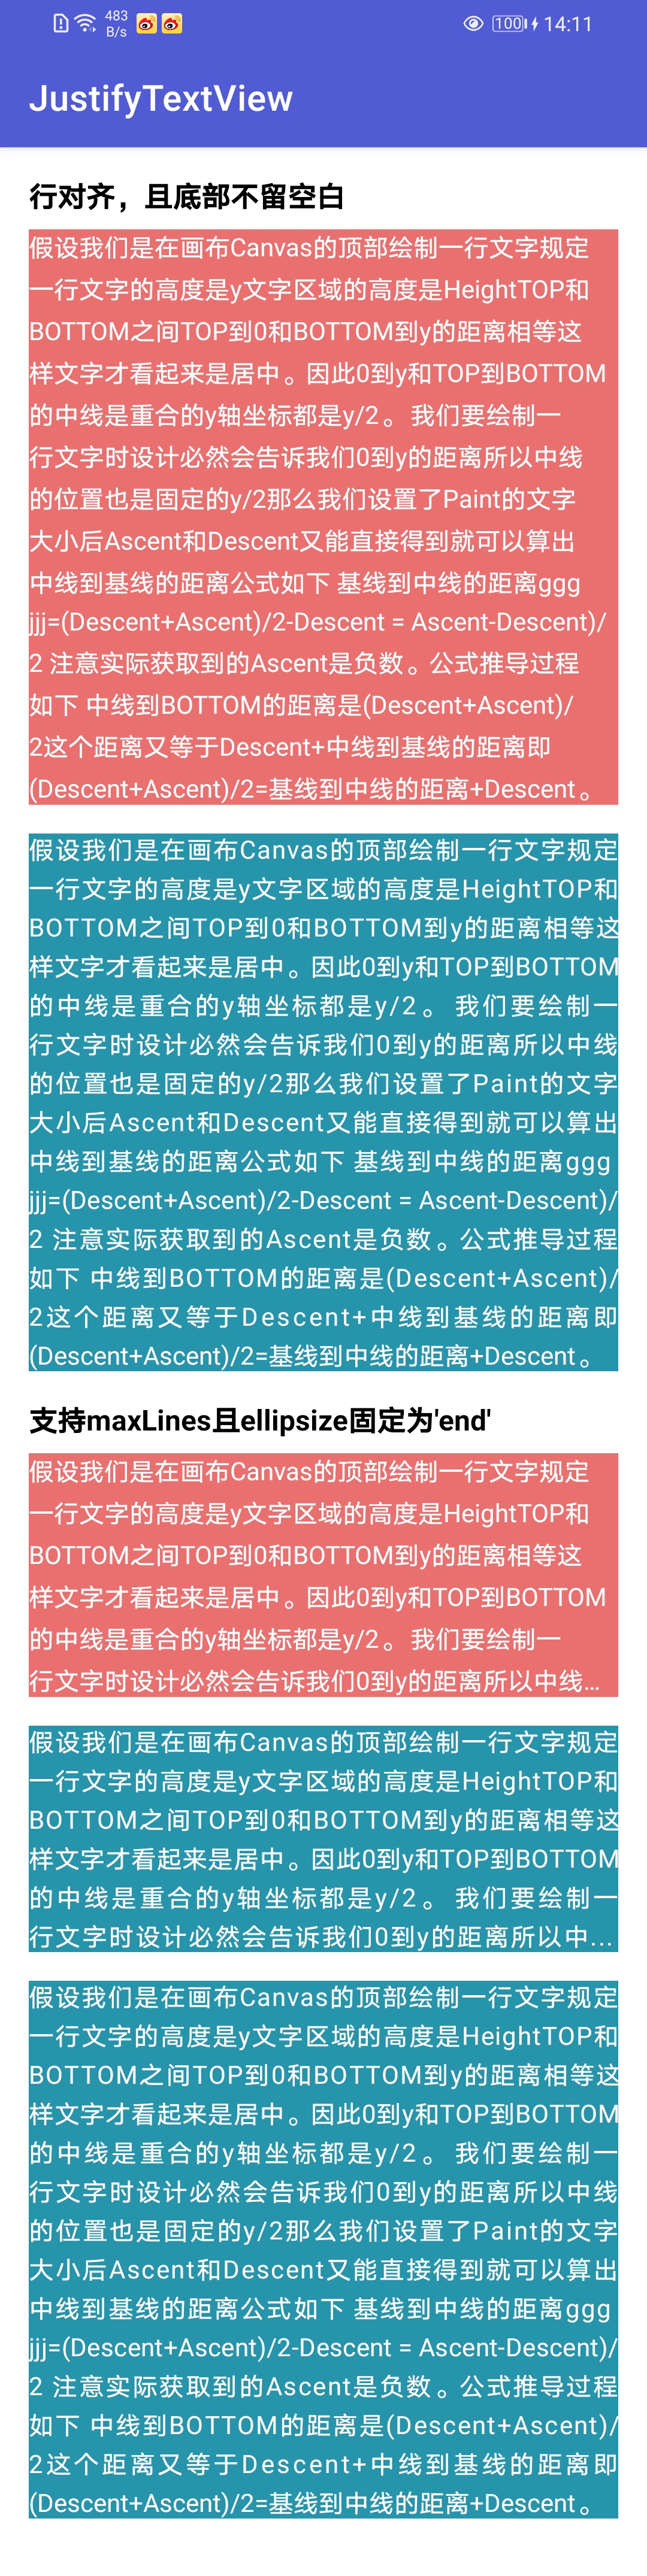 483
B/s
100
14:11
JustifyTextView
行对齐，且底部不留空白
假设我们是在画布Canvas的顶部绘制一行文字规定
一行文字的高度是y文字区域的高度是HeightTOP和
BOTTOM之间TOP到0和BOTTOM到y的距离相等这
样文字才看起来是居中。因此0到y和TOP到BOTTOM
的中线是重合的y轴坐标都是y/2。 我们要绘制一
行文字时设计必然会告诉我们0到y的距离所以中线
的位置也是固定的y/2那么我们设置了Paint的文字
大小后Ascent和Descent又能直接得到就可以算出
中线到基线的距离公式如下 基线到中线的距离ggg
jjj=(Descent+Ascent)/2-Descent = Ascent-Descent)/
2 注意实际获取到的Ascent是负数。公式推导过程
如下 中线到BOTTOM的距离是(Descent+Ascent)/
2这个距离又等于Descent+中线到基线的距离即
(Descent+Ascent)/2=基线到中线的距离+Descent。
假设我们是在画布Canvas的顶部绘制一行文字规定
一行文字的高度是y文字区域的高度是HeightTOP和
BOTTOM之间TOP到0和BOTTOM到y的距离相等这
样文字才看起来是居中。因此0到y和TOP到BOTTOM
的中线是重合的y轴坐标都是y/2。 我们要绘制一
行文字时设计必然会告诉我们0到y的距离所以中线
的位置也是固定的y/2那么我们设置了Paint的文字
大小后Ascent和Descent又能直接得到就可以算出
中线到基线的距离公式如下 基线到中线的距离ggg
jjj=(Descent+Ascent)/2-Descent = Ascent-Descent)/
2 注意实际获取到的Ascent是负数。公式推导过程
如下 中线到BOTTOM的距离是(Descent+Ascent)/
2这个距离又等于Descent+中线到基线的距离即
(Descent+Ascent)/2=基线到中线的距离+Descent。
支持maxLines且ellipsize固定为'end'
假设我们是在画布Canvas的顶部绘制一行文字规定
一行文字的高度是y文字区域的高度是HeightTOP和
BOTTOM之间TOP到0和BOTTOM到y的距离相等这
样文字才看起来是居中。因此0到y和TOP到BOTTOM
的中线是重合的y轴坐标都是y/2。 我们要绘制一
行文字时设计必然会告诉我们0到y的距离所以中线…
假设我们是在画布Canvas的顶部绘制一行文字规定
一行文字的高度是y文字区域的高度是HeightTOP和
BOTTOM之间TOP到0和BOTTOM到y的距离相等这
样文字才看起来是居中。因此0到y和TOP到BOTTOM
的中线是重合的y轴坐标都是y/2。 我们要绘制一
行文字时设计必然会告诉我们0到y的距离所以中...
假设我们是在画布Canvas的顶部绘制一行文字规定
一行文字的高度是y文字区域的高度是HeightTOP和
BOTTOM之间TOP到0和BOTTOM到y的距离相等这
样文字才看起来是居中。因此0到y和TOP到BOTTOM
的中线是重合的y轴坐标都是y/2。 我们要绘制一
行文字时设计必然会告诉我们0到y的距离所以中线
的位置也是固定的y/2那么我们设置了Paint的文字
大小后Ascent和Descent又能直接得到就可以算出
中线到基线的距离公式如下 基线到中线的距离ggg
jjj=(Descent+Ascent)/2-Descent = Ascent-Descent)/
2 注意实际获取到的Ascent是负数。公式推导过程
如下 中线到BOTTOM的距离是(Descent+Ascent)/
2这个距离又等于Descent+中线到基线的距离即
(Descent+Ascent)/2=基线到中线的距离+Descent。